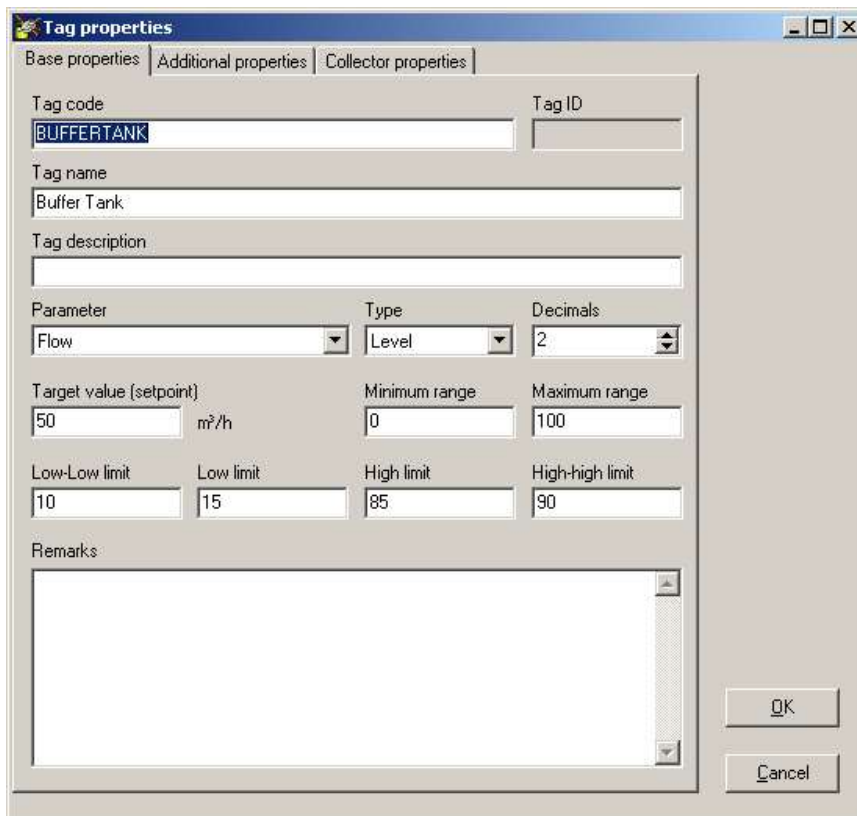 Tag properties
Base properties Additional properties Collector properties
Tag code Tag ID
BUFFERTANK
Tag name
Buffer Tank
Tag description
Parameter Type Decimals
Flow Level 2
Target value (setpoint) Minimum range Maximum range
50 m³/h 0 100
Low-Low limit Low limit High limit High-high limit
10 15 85 90
Remarks
OK
Cancel